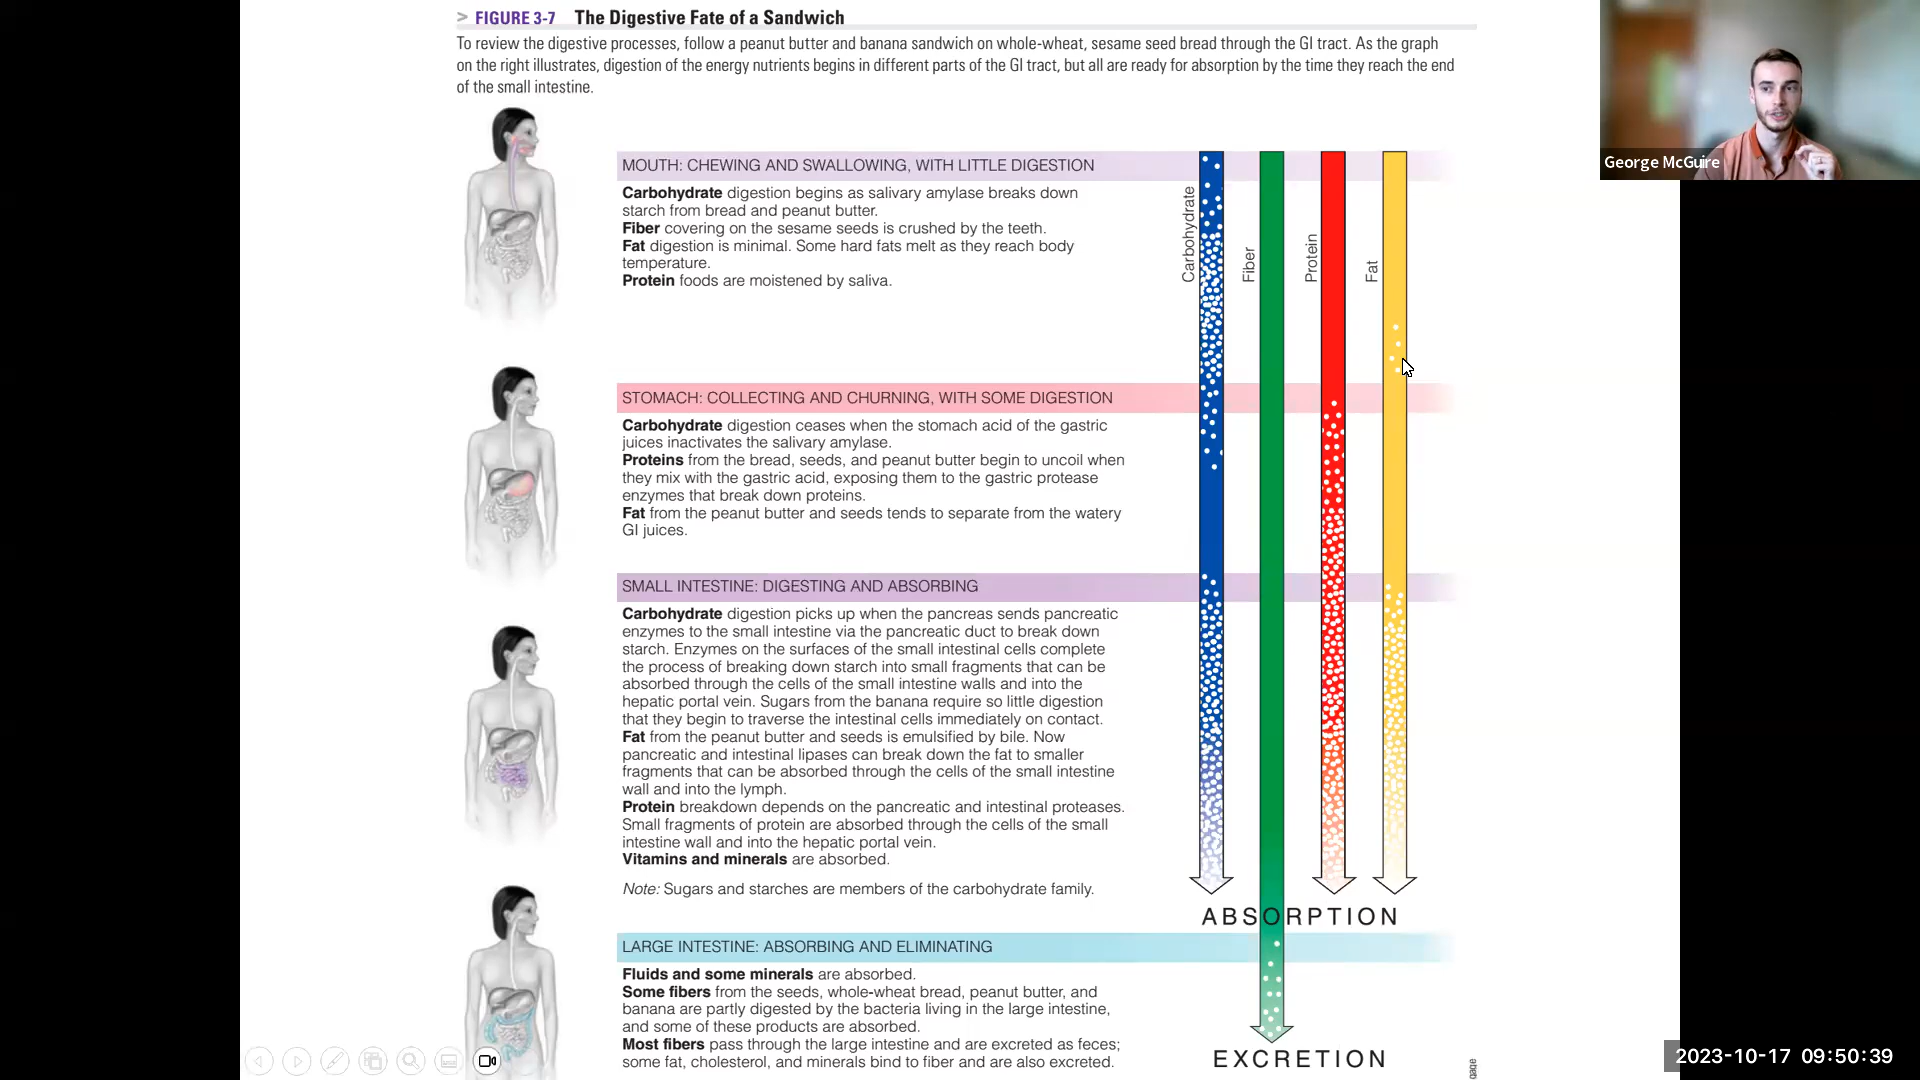 > FIGURE 3-7 The Digestive Fate of a Sandwich
To review the digestive processes, follow a peanut butter and banana sandwich on whole-wheat, sesame seed bread through the GI tract. As the graph
on the right illustrates, digestion of the energy nutrients begins in different parts of the GI tract, but all are ready for absorption by the time they reach the end
of the small intestine.
MOUTH: CHEWING AND SWALLOWING, WITH LITTLE DIGESTION
Carbohydrate digestion begins as salivary amylase breaks down
starch from bread and peanut butter.
Fiber covering on the sesame seeds is crushed by the teeth.
Fat digestion is minimal. Some hard fats melt as they reach body
temperature.
Protein foods are moistened by saliva.
STOMACH: COLLECTING AND CHURNING, WITH SOME DIGESTION
Carbohydrate digestion ceases when the stomach acid of the gastric
juices inactivates the salivary amylase.
Proteins from the bread, seeds, and peanut butter begin to uncoil when
they mix with the gastric acid, exposing them to the gastric protease
enzymes that break down proteins.
Fat from the peanut butter and seeds tends to separate from the watery
GI juices.
SMALL INTESTINE: DIGESTING AND ABSORBING
Carbohydrate digestion picks up when the pancreas sends pancreatic
enzymes to the small intestine via the pancreatic duct to break down
starch. Enzymes on the surfaces of the small intestinal cells complete
the process of breaking down starch into small fragments that can be
absorbed through the cells of the small intestine walls and into the
hepatic portal vein. Sugars from the banana require so little digestion
that they begin to traverse the intestinal cells immediately on contact.
Fat from the peanut butter and seeds is emulsified by bile. Now
pancreatic and intestinal lipases can break down the fat to smaller
fragments that can be absorbed through the cells of the small intestine
wall and into the lymph.
Protein breakdown depends on the pancreatic and intestinal proteases.
Small fragments of protein are absorbed through the cells of the small
intestine wall and into the hepatic portal vein.
Vitamins and minerals are absorbed.
Note: Sugars and starches are members of the carbohydrate family.
LARGE INTESTINE: ABSORBING AND ELIMINATING
Fluids and some minerals are absorbed.
Some fibers from the seeds, whole-wheat bread, peanut butter, and
banana are partly digested by the bacteria living in the large intestine,
and some of these products are absorbed.
Most fibers pass through the large intestine and are excreted as feces;
some fat, cholesterol, and minerals bind to fiber and are also excreted.
Carbohydrate
Fiber
Protein
Fat
ABSORPTION
EXCRETION
George McGuire
2023-10-17 09:50:39